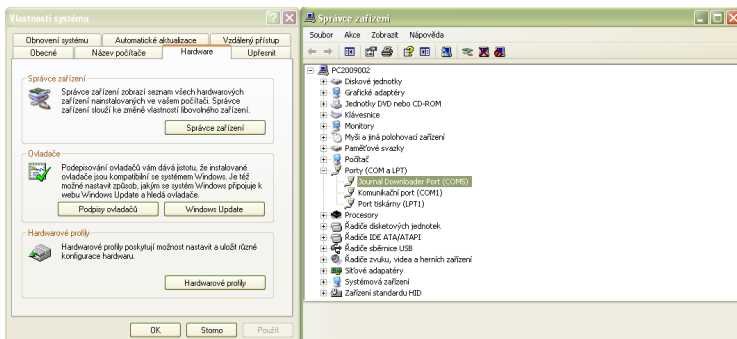 Vlastnosti systému
Obnovení systému
Automatické aktualizace
Vzdálený přístup
Obecné
Název počítače
Hardware
Upřesnit
Správce zařízení
Správce zařízení zobrazí seznam všech hardwarových
zařízení nainstalovaných ve vašem počítači. Správce
zařízení slouží ke změně vlastností libovolného zařízení.
Správce zařízení
Ovladače
Podepisování ovladačů vám dává jistotu, že instalované
ovladače jsou kompatibilní se systémem Windows. Je též
možné nastavit způsob, jakým se systém Windows připojuje k
webu Windows Update a hledá ovladače.
Podpisy ovladačů
Windows Update
Hardwarové profily
Hardwarové profily poskytují možnost nastavit a uložit různé
konfigurace hardwaru.
Hardwarové profily
OK
Storno
Použít
Správce zařízení
Soubor Akce Zobrazit Nápověda
PC2009002
Diskové jednotky
Grafické adaptéry
Jednotky DVD nebo CD-ROM
Klávesnice
Monitory
Myši a jiná polohovací zařízení
Paměťové svazky
Počítač
Porty (COM a LPT)
Journal Downloader Port (COM5)
Komunikační port (COM1)
Port tiskárny (LPT1)
Procesory
Řadiče diskových jednotek
Řadiče IDE ATA/ATAPI
Řadiče sběrnice USB
Řadiče zvuku, videa a herních zařízení
Síťové adapatéry
Systémová zařízení
Zařízení standardu HID